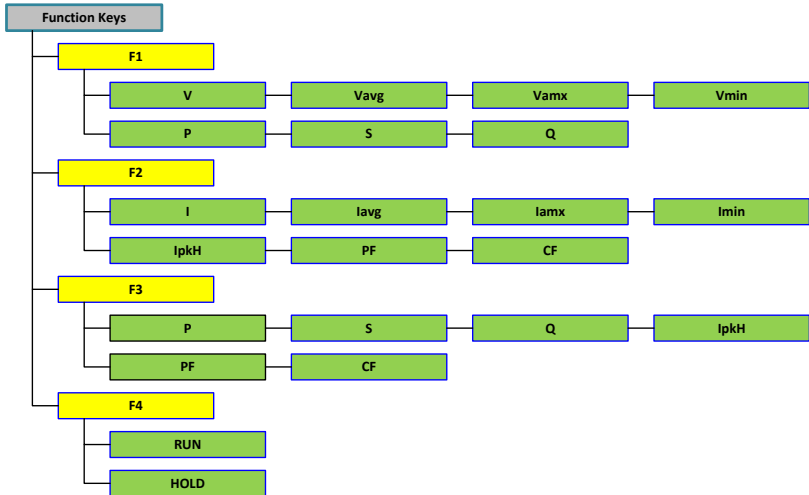 Function Keys
F1
V Vavg Vamx Vmin
P S Q
F2
I Iavg Iamx Imin
IpkH PF CF
F3
P S Q IpkH
PF CF
F4
RUN
HOLD